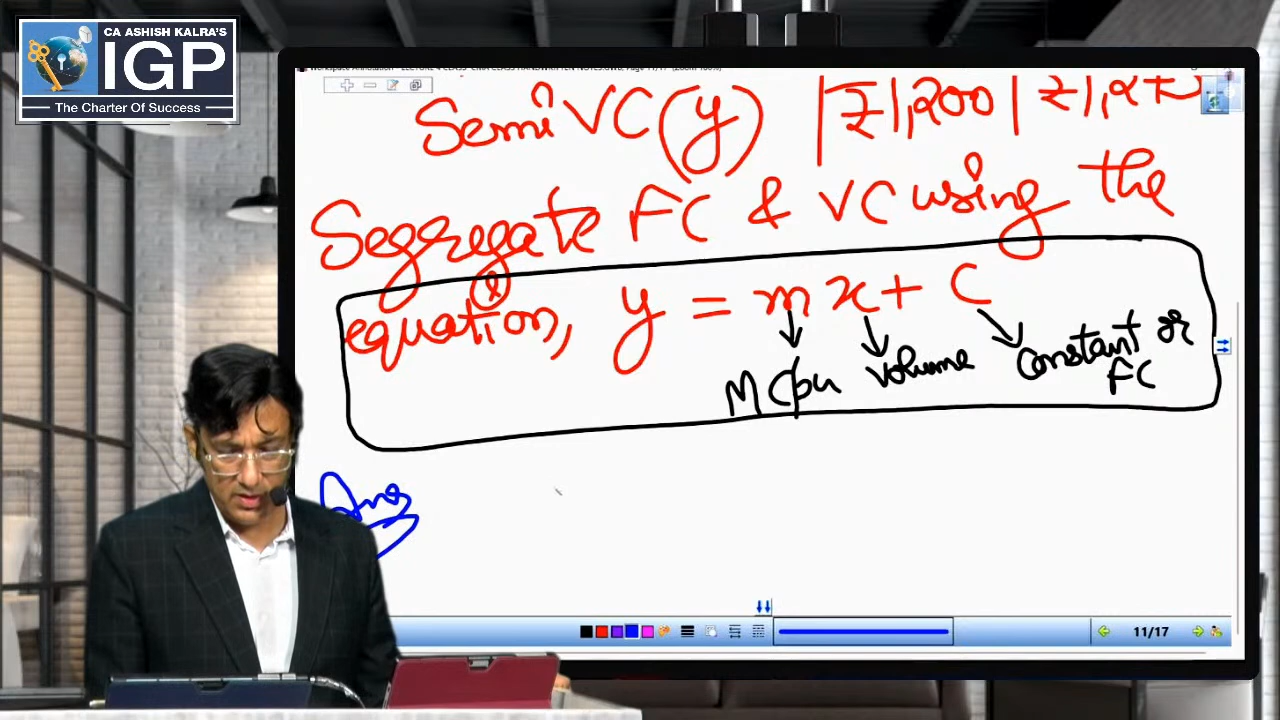 CA ASHISH KALRA'S
IGP
The Charter Of Success
Semi VC (y) | ₹1,200 |
Segregate FC & VC using the
equation, y = mx + C
MCpu volume Constant or
FC
Ans
11/17